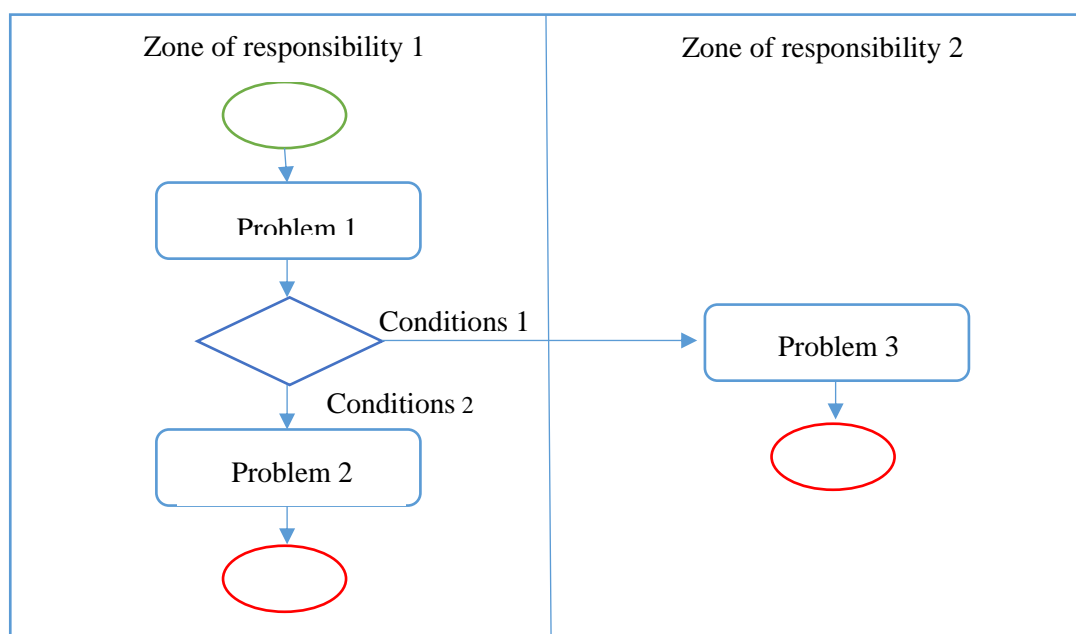 Zone of responsibility 1
Zone of responsibility 2
Problem 1
Conditions 1
Problem 3
Conditions 2
Problem 2